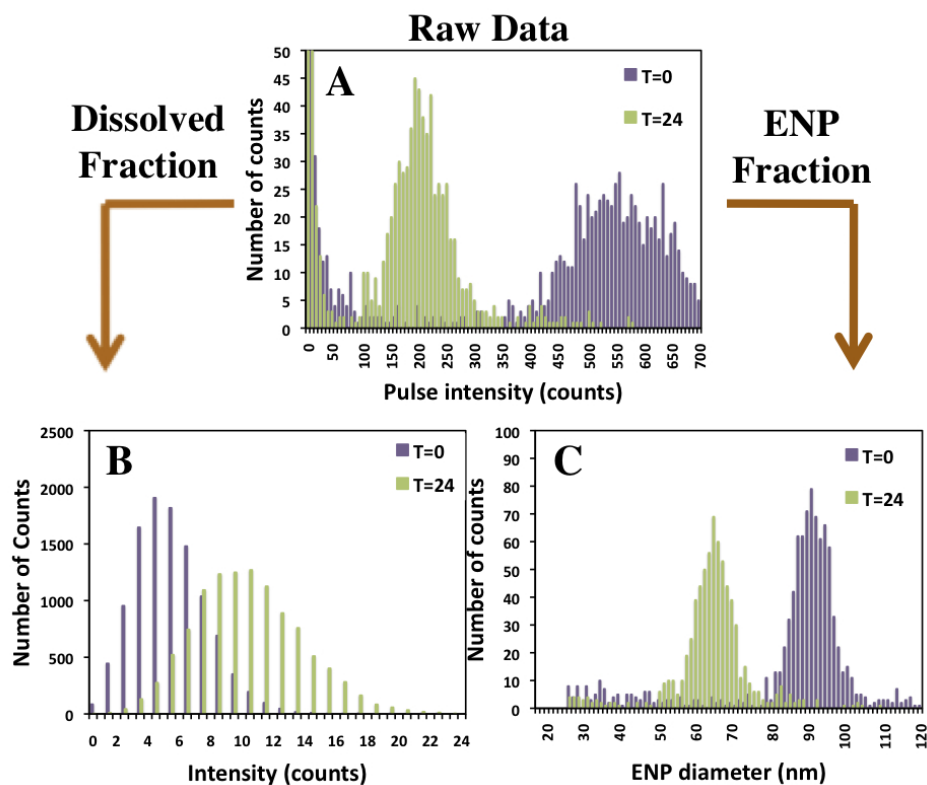 Raw Data
Dissolved
Fraction
ENP
Fraction
A
T=0
T=24
Number of counts
50
45
40
35
30
25
20
15
10
5
0
0 50 100 150 200 250 300 350 400 450 500 550 600 650 700
Pulse intensity (counts)
B
T=0
T=24
Number of Counts
2500
2000
1500
1000
500
0
0 2 4 6 8 10 12 14 16 18 20 22 24
Intensity (counts)
C
T=0
T=24
Number of counts
100
90
80
70
60
50
40
30
20
10
0
20 30 40 50 60 70 80 90 100 110 120
ENP diameter (nm)